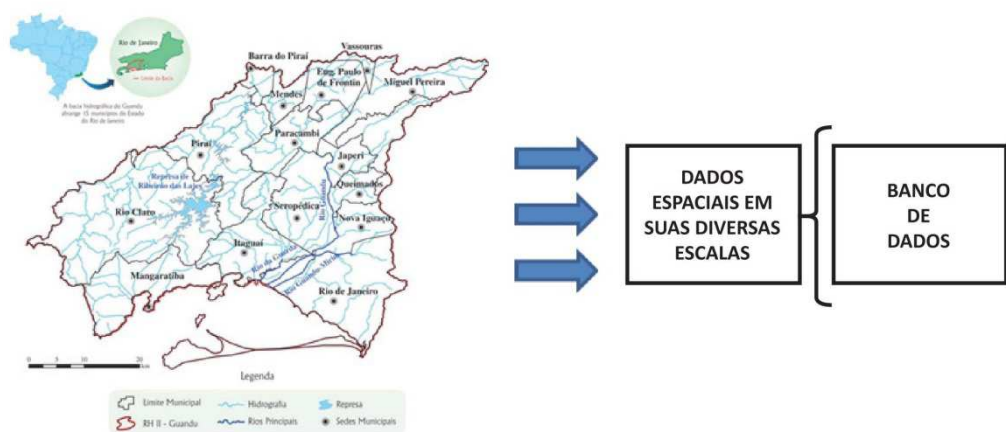 Rio de Janeiro
Limite da Bacia
A bacia hidrográfica do Guandu
abrange 15 municípios do Estado
do Rio de Janeiro
Vassouras
Barra do Piraí
Eng. Paulo
de Frontin
Miguel Pereira
Mendes
Paracambi
Piraí
Japeri
Represa de
Ribeirão das Lajes
Queimados
Rio Guandu
Rio Claro
Seropédica
Nova Iguaçu
Itaguaí
Rio da Guarda
Rio Guandu-Mirim
Mangaratiba
Rio de Janeiro
0 5 10 20
km
Legenda
Limite Municipal
Hidrografia
Represa
RH II - Guandu
Rios Principais
Sedes Municipais
DADOS
ESPACIAIS EM
SUAS DIVERSAS
ESCALAS
BANCO
DE
DADOS